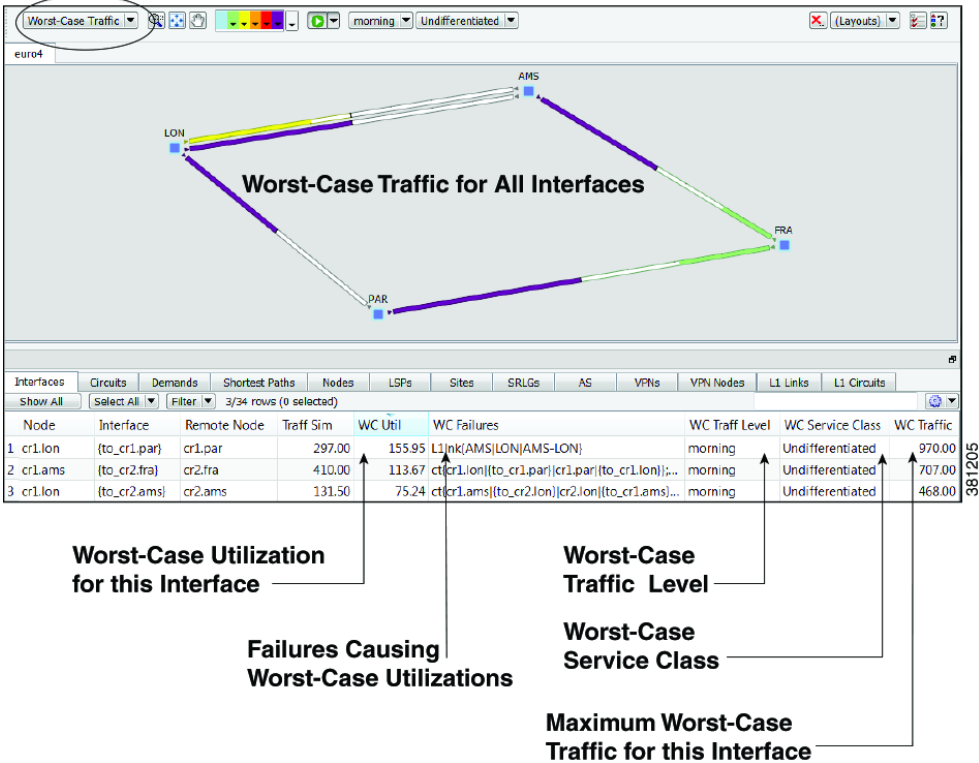 Worst-Case Traffic morning Undifferentiated (Layouts)
euro4
AMS
LON
Worst-Case Traffic for All Interfaces
FRA
PAR
Interfaces Circuits Demands Shortest Paths Nodes LSPs Sites SRLGs AS VPNs VPN Nodes L1 Links L1 Circuits
Show All Select All Filter 3/34 rows (0 selected)
Node Interface Remote Node Traff Sim WC Util WC Failures WC Traff Level WC Service Class WC Traffic
1 cr1.lon {to_cr1.par} cr1.par 297.00 155.95 L1link{AMS|LON|AMS-LON} morning Undifferentiated 970.00
2 cr1.ams {to_cr2.fra} cr2.fra 410.00 113.67 ct{cr1.lon|{to_cr1.par}|cr1.par|{to_cr1.lon}};... morning Undifferentiated 707.00
3 cr1.lon {to_cr2.ams} cr2.ams 131.50 75.24 ct{cr1.ams|{to_cr2.lon}|cr2.lon|{to_cr1.ams}... morning Undifferentiated 468.00
381205
Worst-Case Utilization
for this Interface
Worst-Case
Traffic Level
Failures Causing
Worst-Case Utilizations
Worst-Case
Service Class
Maximum Worst-Case
Traffic for this Interface